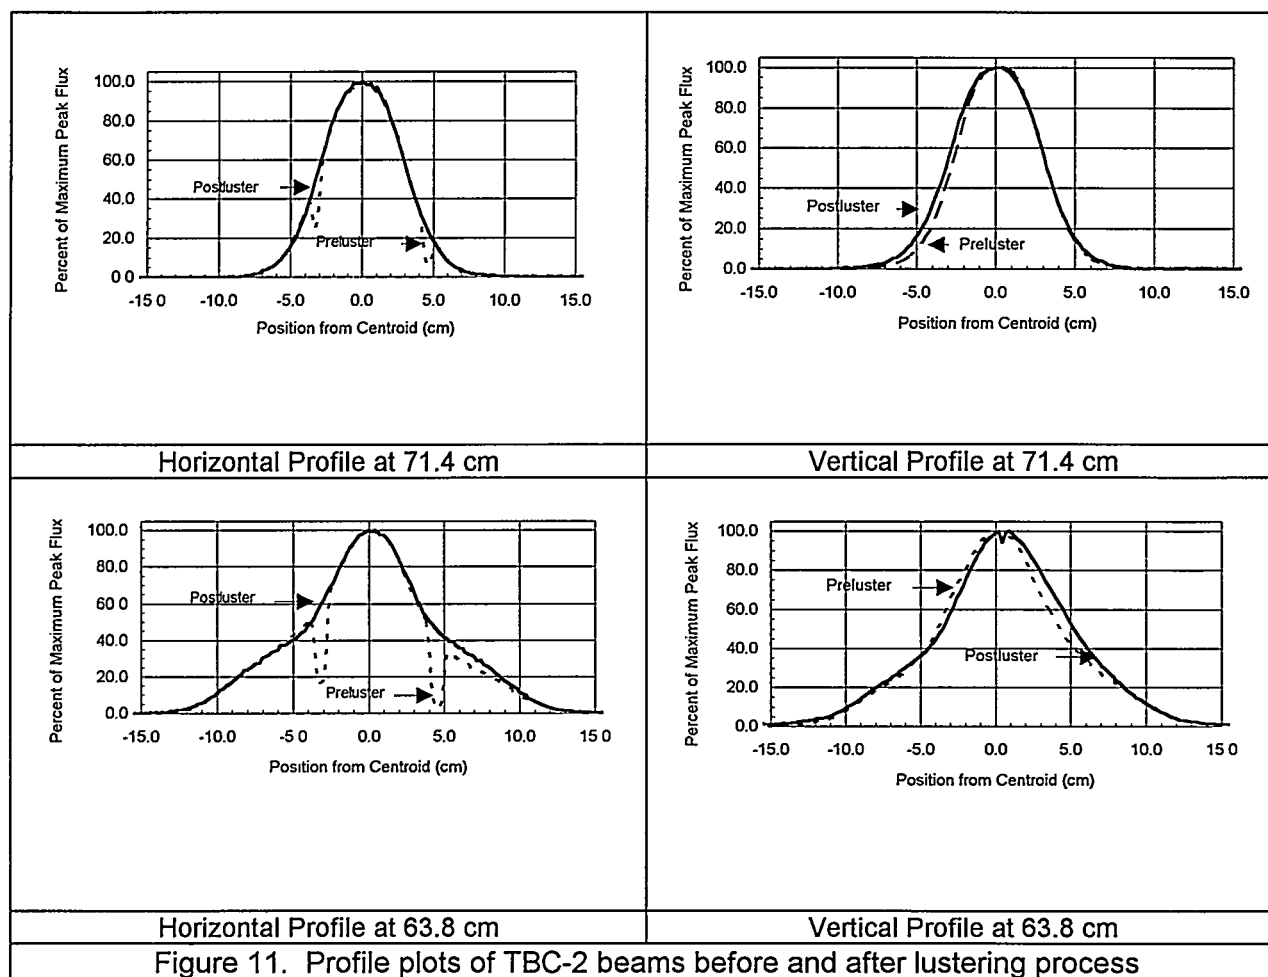 Percent of Maximum Peak Flux
100.0
80.0
60.0
40.0
20.0
0 0
Postluster
Preluster
-15.0 -10.0 -5.0 0.0 5.0 10.0 15.0
Position from Centroid (cm)
Percent of Maximum Peak Flux
100.0
80.0
60.0
40.0
20.0
0.0
Postluster
Preluster
-15.0 -10.0 -5.0 0.0 5.0 10.0 15.0
Position from Centroid (cm)
Horizontal Profile at 71.4 cm
Vertical Profile at 71.4 cm
Percent of Maximum Peak Flux
100.0
80 0
60 0
40.0
20.0
0.0
Postluster
Preluster
-15.0 -10.0 -5 0 0.0 5.0 10.0 15 0
Position from Centroid (cm)
Percent of Maximum Peak Flux
100.0
80.0
60.0
40.0
20.0
0.0
Preluster
Postluster
-15.0 -10.0 -5.0 0.0 5.0 10.0 15 0
Position from Centroid (cm)
Horizontal Profile at 63.8 cm
Vertical Profile at 63.8 cm
Figure 11. Profile plots of TBC-2 beams before and after lustering process